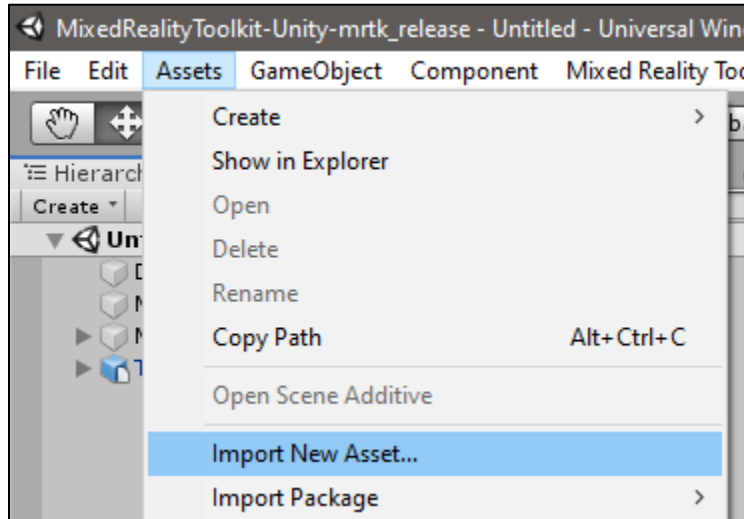 MixedRealityToolkit-Unity-mrtk_release - Untitled - Universal Win
File Edit Assets GameObject Component Mixed Reality Too
Create >
Show in Explorer
Hierarch
Open
Create
Un
Delete
Rename
Copy Path Alt+Ctrl+C
Open Scene Additive
Import New Asset...
Import Package >